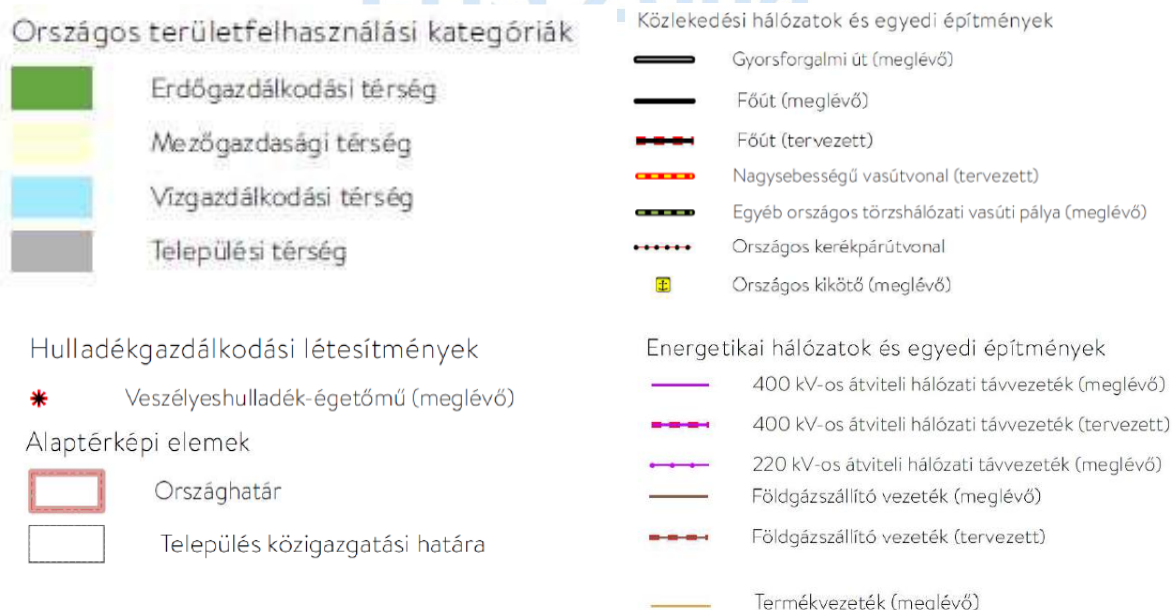 Országos területfelhasználási kategóriák
Erdőgazdálkodási térség
Mezőgazdasági térség
Vízgazdálkodási térség
Települési térség
Közlekedési hálózatok és egyedi építmények
Gyorsforgalmi út (meglévő)
Főút (meglévő)
Főút (tervezett)
Nagysebességű vasútvonal (tervezett)
Egyéb országos törzshálózati vasúti pálya (meglévő)
Országos kerékpárútvonal
Országos kikötő (meglévő)
Hulladékgazdálkodási létesítmények
Veszélyeshulladék-égetőmű (meglévő)
Alaptérképi elemek
Országhatár
Település közigazgatási határa
Energetikai hálózatok és egyedi építmények
400 kV-os átviteli hálózati távvezeték (meglévő)
400 kV-os átviteli hálózati távvezeték (tervezett)
220 kV-os átviteli hálózati távvezeték (meglévő)
Földgázszállító vezeték (meglévő)
Földgázszállító vezeték (tervezett)
Termékvezeték (meglévő)